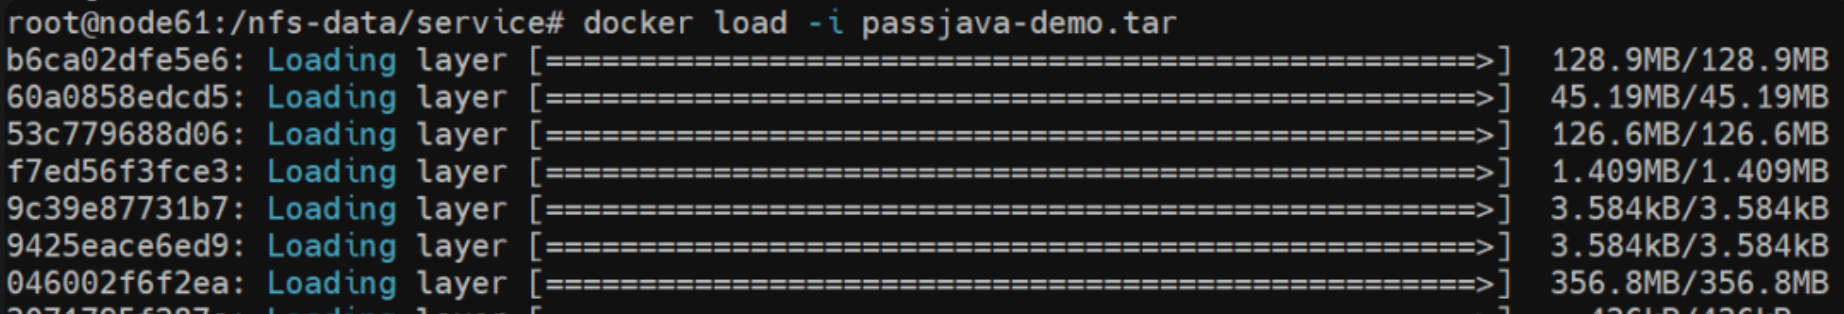 root@node61:/nfs-data/service# docker load -i passjava-demo.tar
b6ca02dfe5e6: Loading layer [==================================================>] 128.9MB/128.9MB
60a0858edcd5: Loading layer [==================================================>] 45.19MB/45.19MB
53c779688d06: Loading layer [==================================================>] 126.6MB/126.6MB
f7ed56f3fce3: Loading layer [==================================================>] 1.409MB/1.409MB
9c39e87731b7: Loading layer [==================================================>] 3.584kB/3.584kB
9425eace6ed9: Loading layer [==================================================>] 3.584kB/3.584kB
046002f6f2ea: Loading layer [==================================================>] 356.8MB/356.8MB
Loading layer